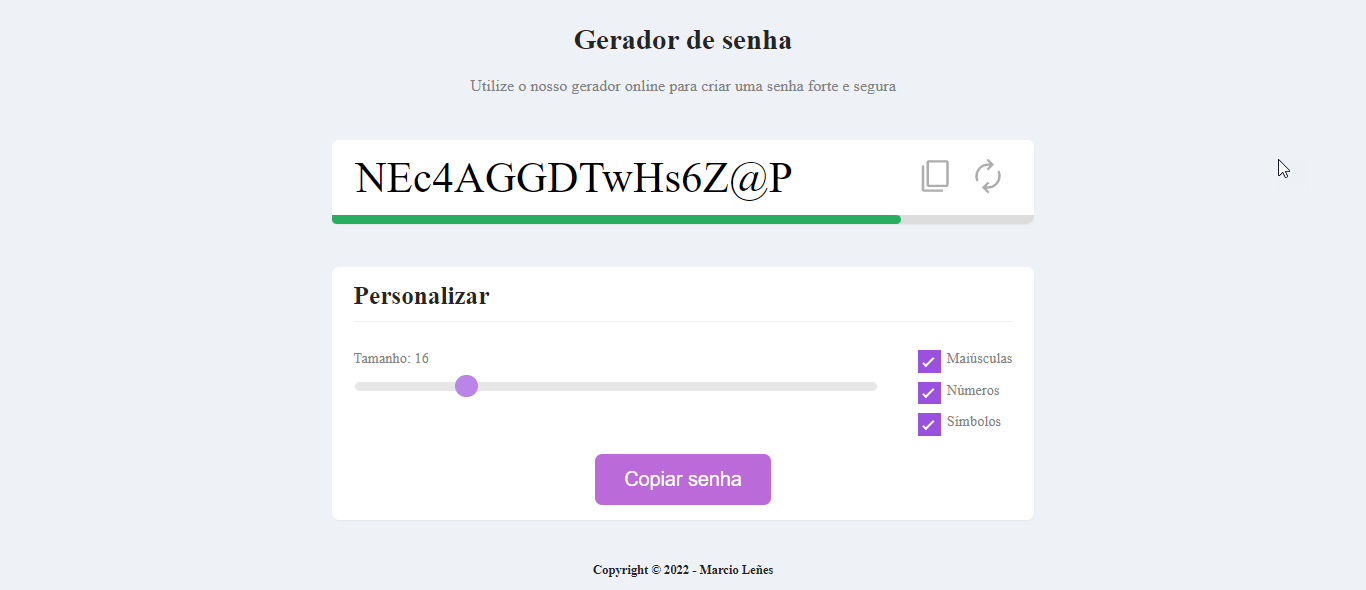 Gerador de senha
Utilize o nosso gerador online para criar uma senha forte e segura
NEc4AGGDTwHs6Z@P
Personalizar
Tamanho: 16
Maiúsculas
Números
Símbolos
Copiar senha
Copyright © 2022 - Marcio Leñes